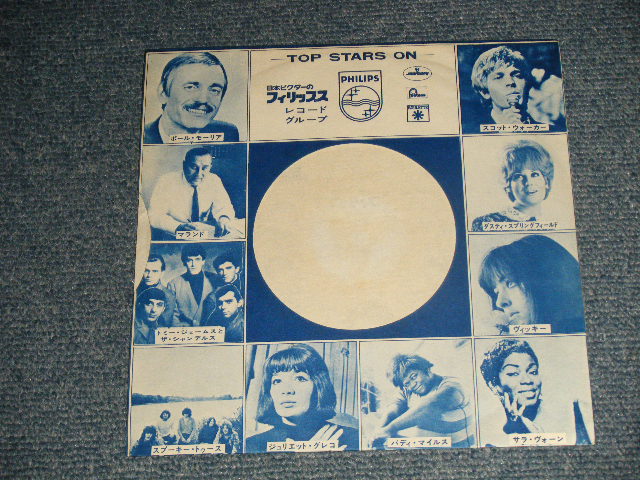 TOP STARS ON
日本ビクターの
フィリップス
レコード
グループ
PHILIPS
ポール・モーリア
スコット・ウォーカー
マランド
ダスティ・スプリングフィールド
トミー・ジェームスと
ザ・シャンデルス
ヴィッキー
スプーキー・トゥース
ジュリエット・グレコ
バディ・マイルス
サラ・ヴォーン